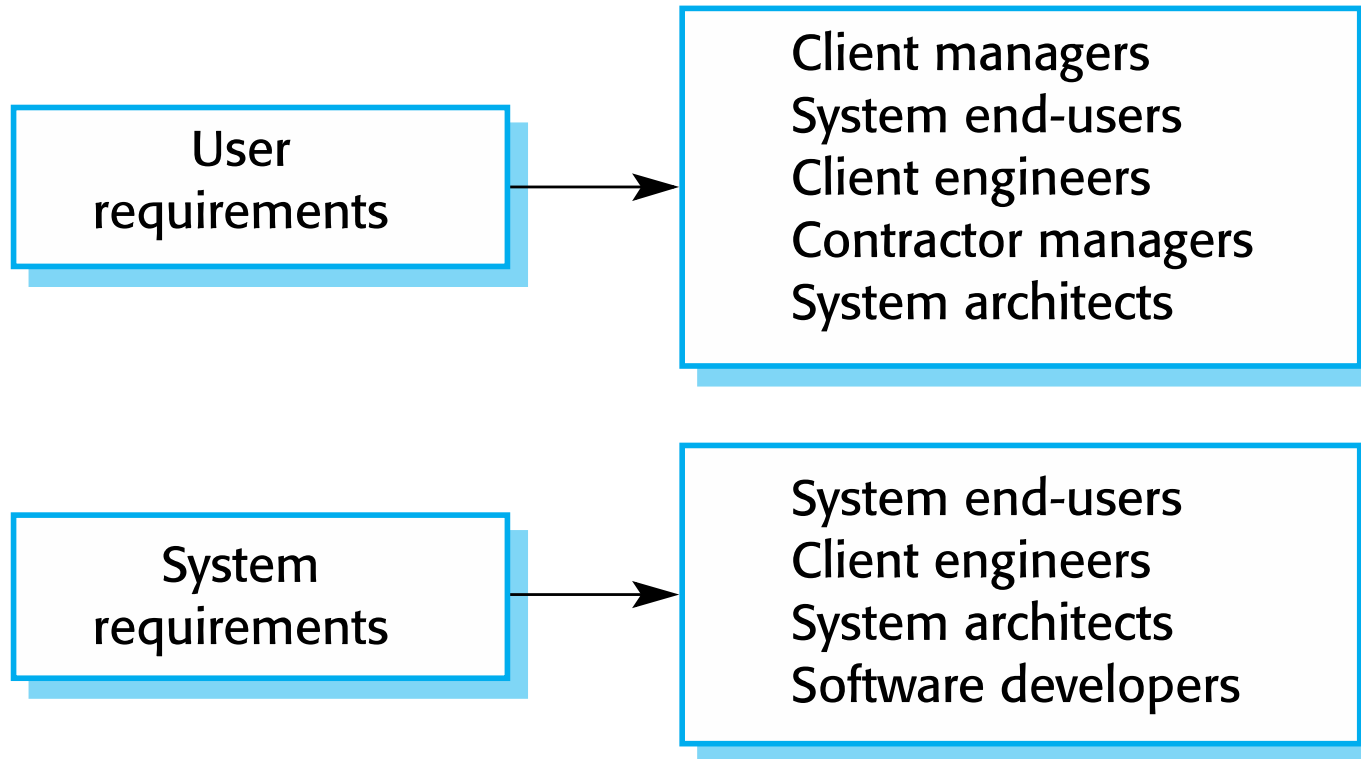 User
requirements
Client managers
System end-users
Client engineers
Contractor managers
System architects
System
requirements
System end-users
Client engineers
System architects
Software developers